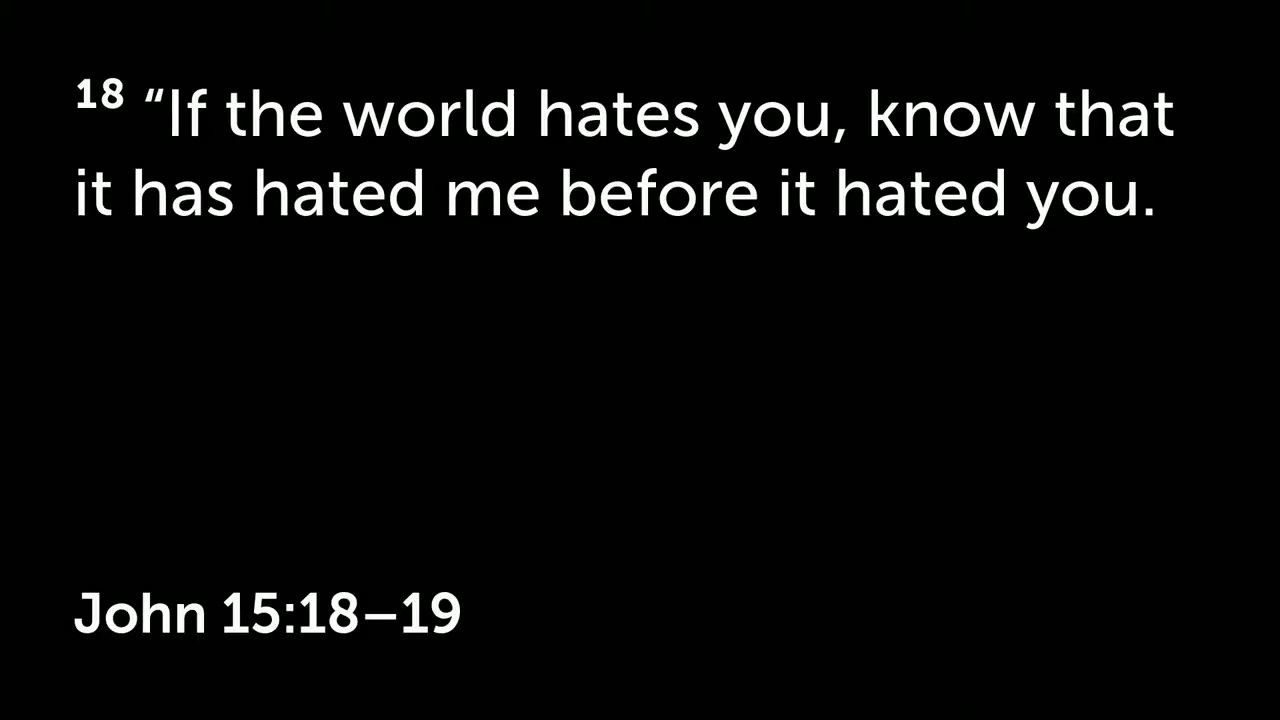 18 “If the world hates you, know that
it has hated me before it hated you.
John 15:18–19